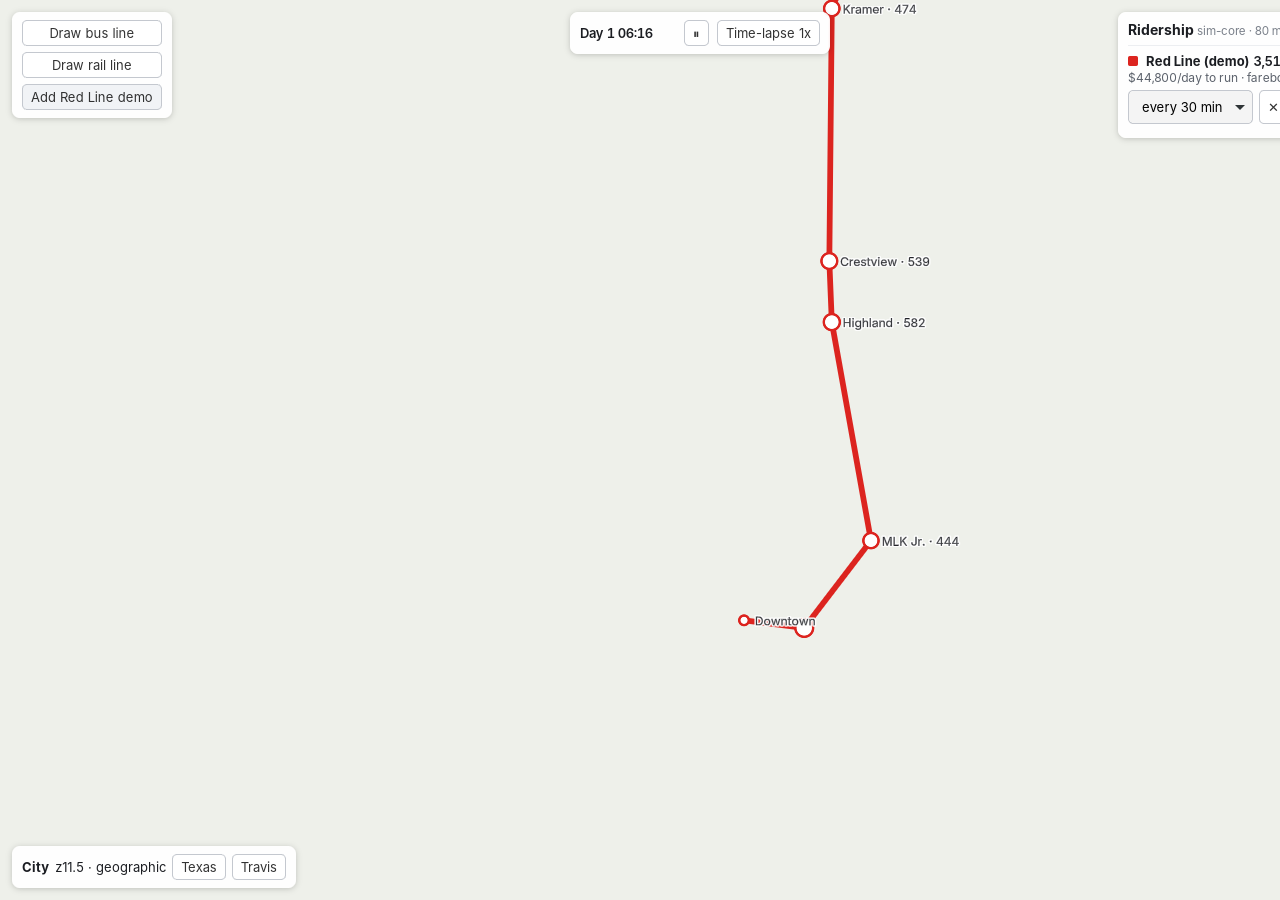 Draw bus line
Draw rail line
Add Red Line demo
Day 1 06:16
Time-lapse 1x
Ridership sim-core · 80 m
Red Line (demo) 3,51
$44,800/day to run · farebo
every 30 min
×
Kramer · 474
Crestview · 539
Highland · 582
MLK Jr. · 444
Downtown
City z11.5 · geographic
Texas
Travis